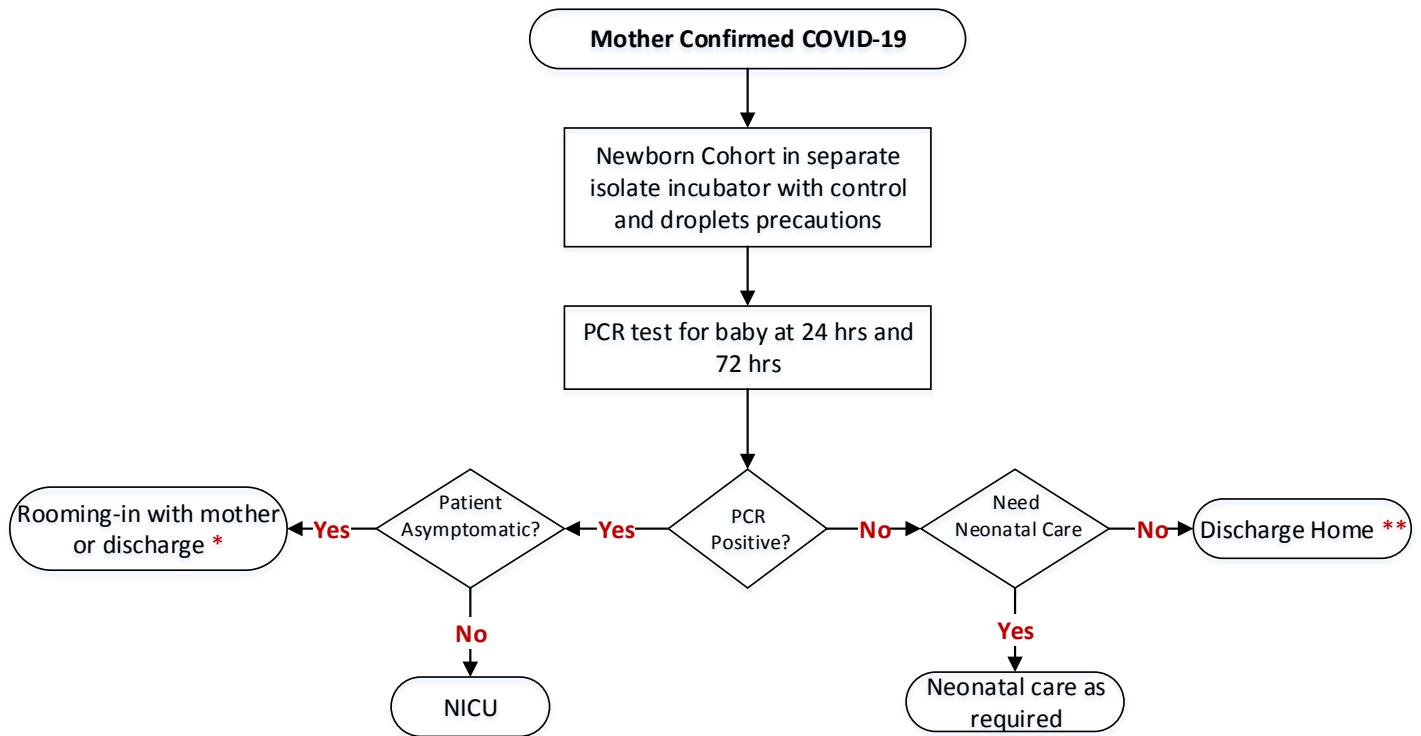 Mother Confirmed COVID-19
Newborn Cohort in separate
isolate incubator with control
and droplets precautions
PCR test for baby at 24 hrs and
72 hrs
Rooming-in with mother
or discharge *
Yes
Patient
Asymptomatic?
Yes
PCR
Positive?
No
Need
Neonatal Care
No
Discharge Home **
No
Yes
NICU
Neonatal care as
required